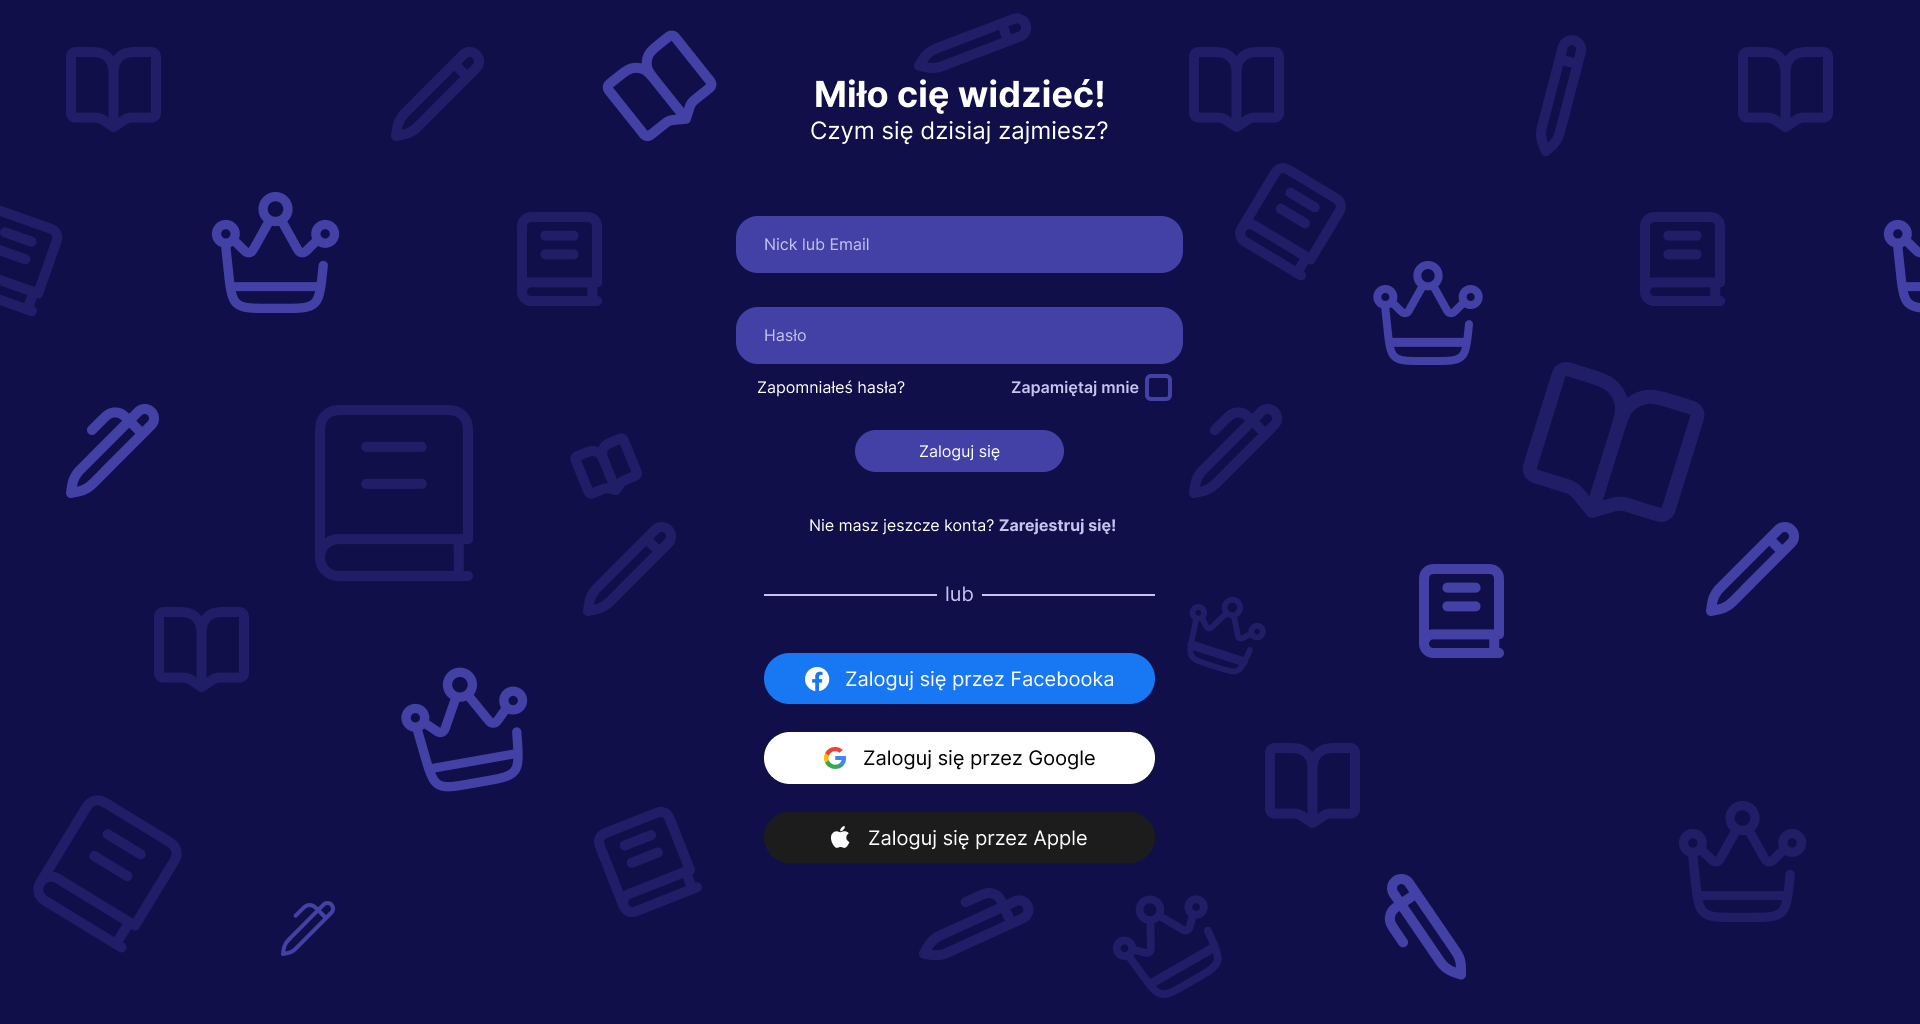 Miło cię widzieć!
Czym się dzisiaj zajmiesz?
Nick lub Email
Hasło
Zapomniałeś hasła?
Zapamiętaj mnie
Zaloguj się
Nie masz jeszcze konta? Zarejestruj się!
lub
Zaloguj się przez Facebooka
Zaloguj się przez Google
Zaloguj się przez Apple